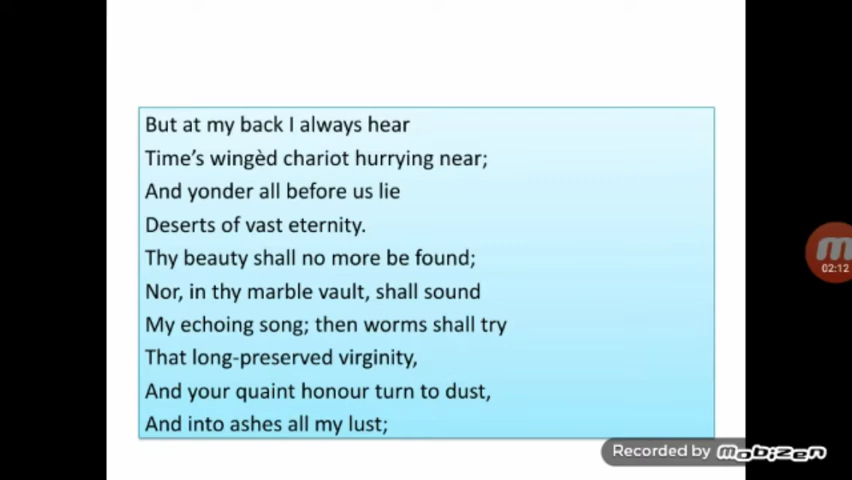 But at my back I always hear
Time's wingèd chariot hurrying near;
And yonder all before us lie
Deserts of vast eternity.
Thy beauty shall no more be found;
Nor, in thy marble vault, shall sound
My echoing song; then worms shall try
That long-preserved virginity,
And your quaint honour turn to dust,
And into ashes all my lust;
02:12
Recorded by mobizen